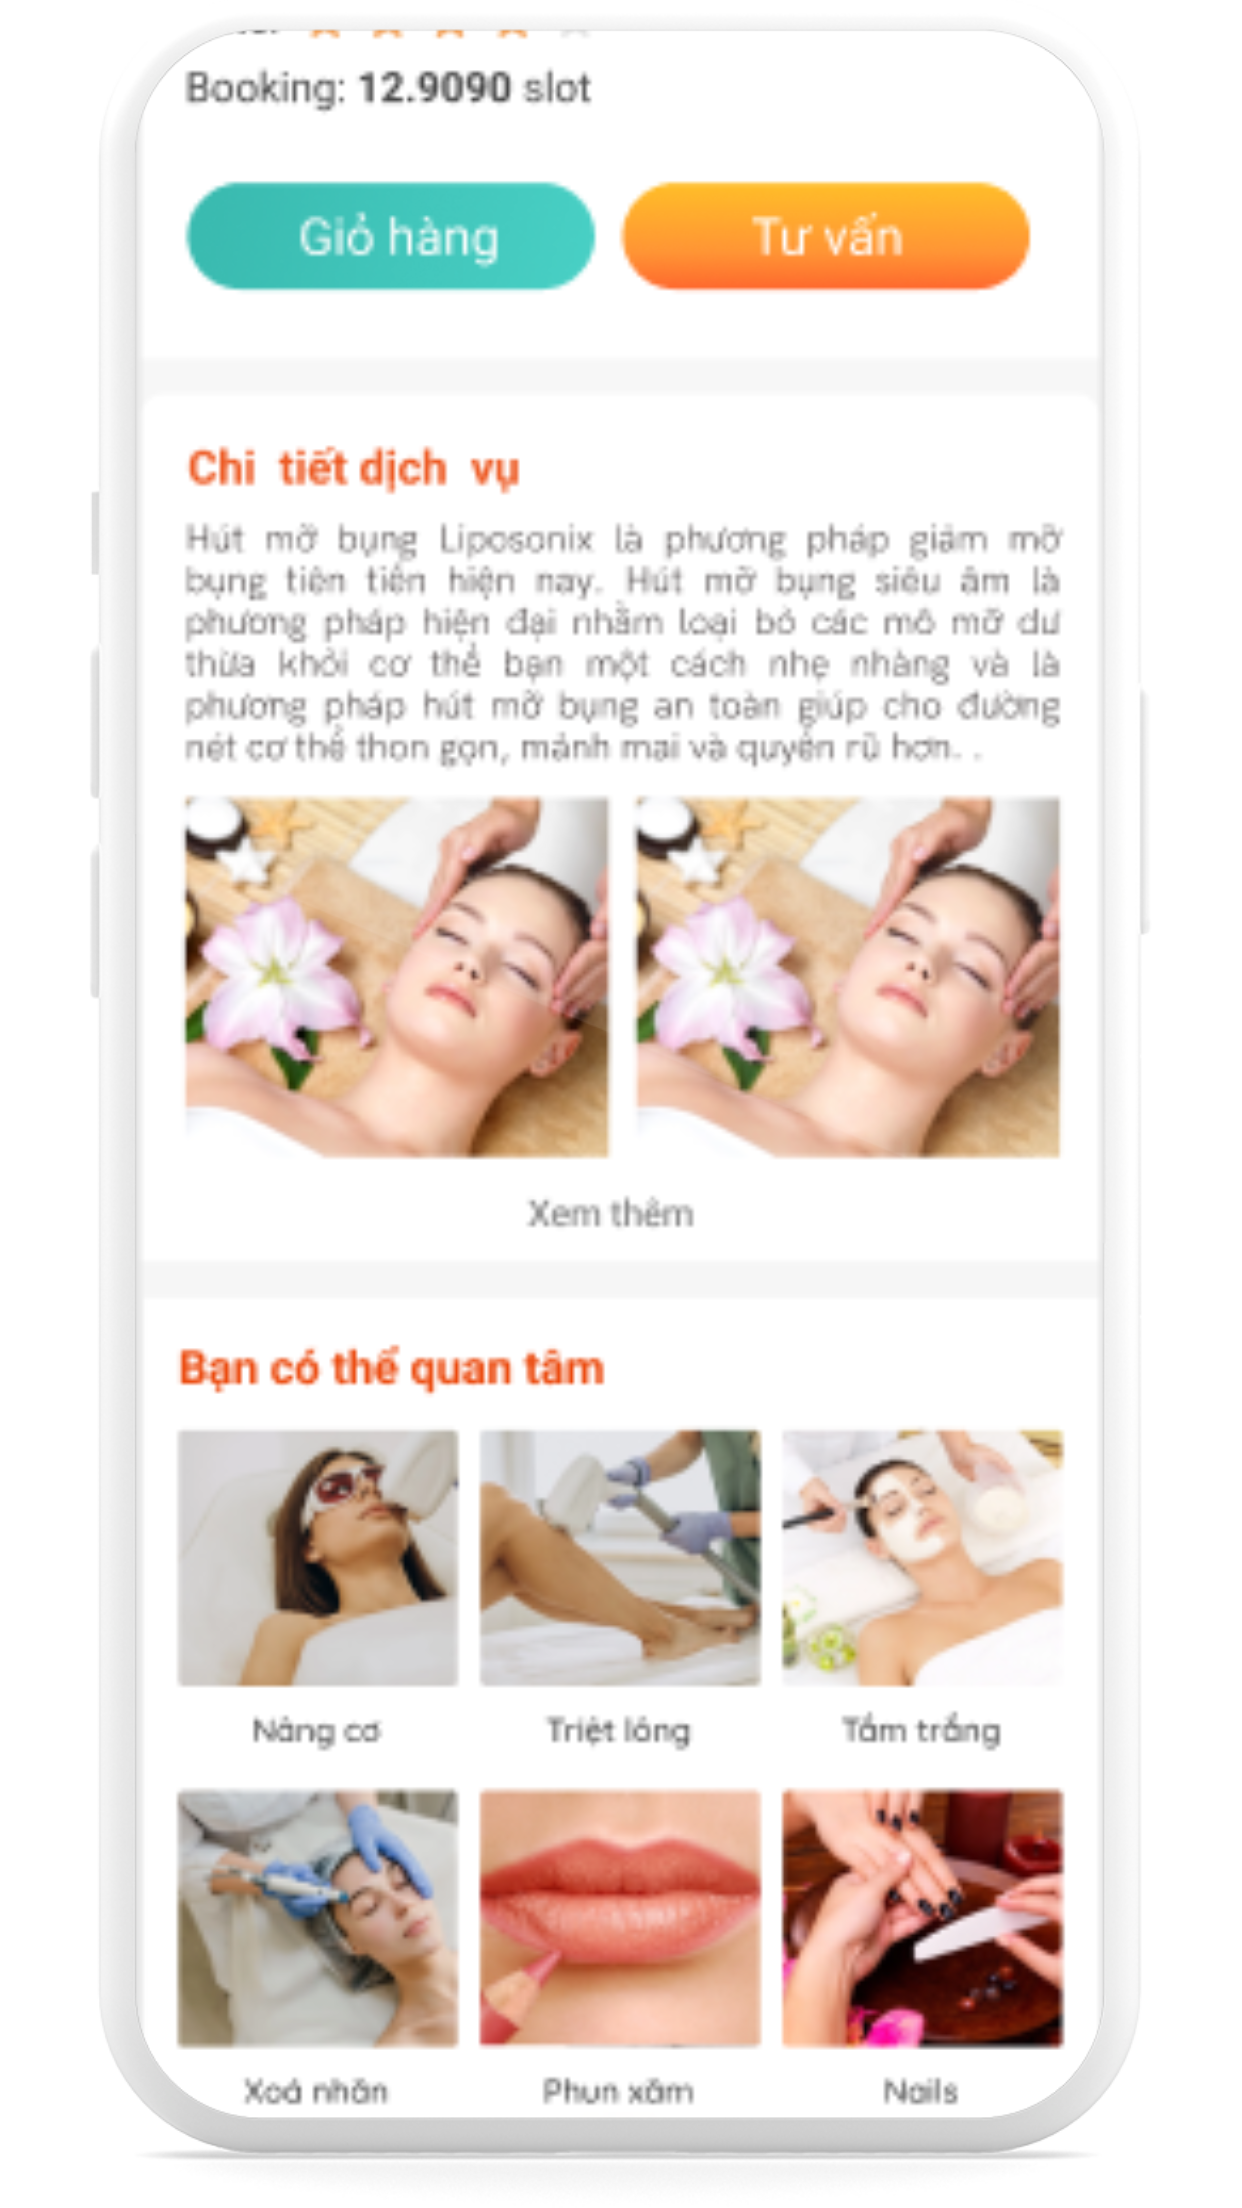 Booking: 12.9090 slot
Giỏ hàng
Tư vấn
Chi tiết dịch vụ
Hút mỡ bụng Liposonix là phương pháp giảm mỡ
bụng tiên tiến hiện nay. Hút mỡ bụng siêu âm là
phương pháp hiện đại nhằm loại bỏ các mô mỡ dư
thừa khỏi cơ thể bạn một cách nhẹ nhàng và là
phương pháp hút mỡ bụng an toàn giúp cho đường
nét cơ thể thon gọn, mảnh mai và quyến rũ hơn. .
Xem thêm
Bạn có thể quan tâm
Nâng cơ
Triệt lông
Tắm trắng
Xoá nhăn
Phun xăm
Nails